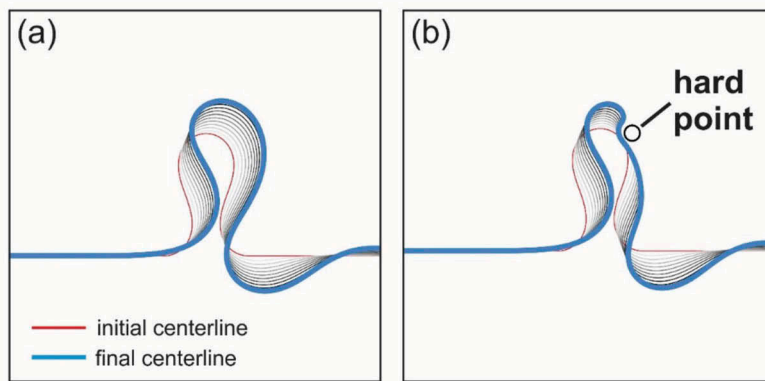 (a)
initial centerline
final centerline
(b)
hard
point